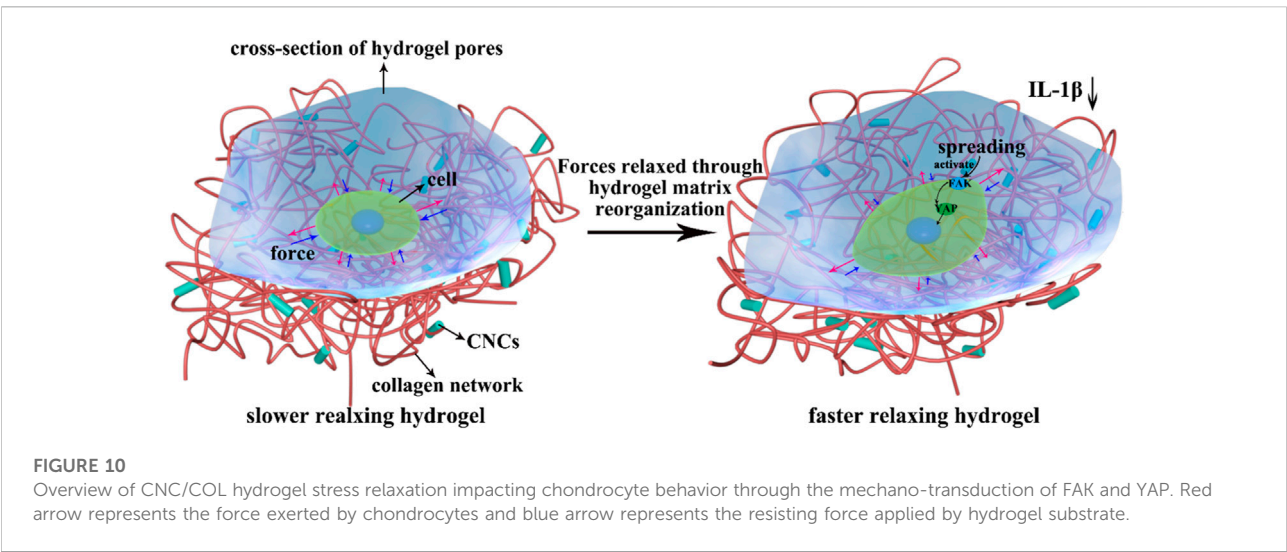 cross-section of hydrogel pores
cell
force
CNCs
collagen network
slower realxing hydrogel
Forces relaxed through
hydrogel matrix
reorganization
IL-1β↓
spreading
activate
FAK
YAP
faster relaxing hydrogel
FIGURE 10
Overview of CNC/COL hydrogel stress relaxation impacting chondrocyte behavior through the mechano-transduction of FAK and YAP. Red
arrow represents the force exerted by chondrocytes and blue arrow represents the resisting force applied by hydrogel substrate.